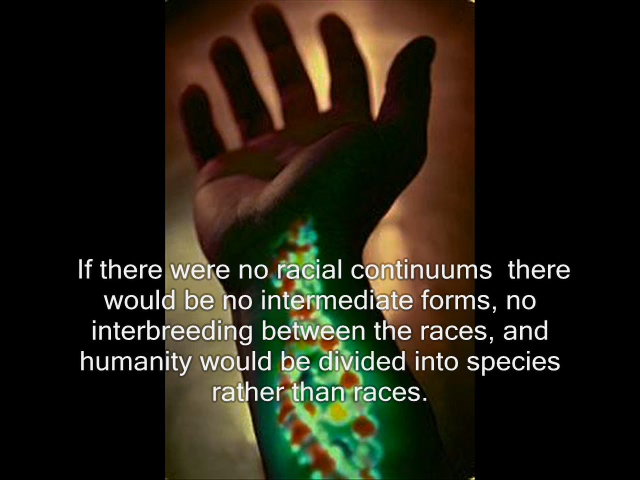 If there were no racial continuums  there
would be no intermediate forms, no
interbreeding between the races, and
humanity would be divided into species
rather than races.